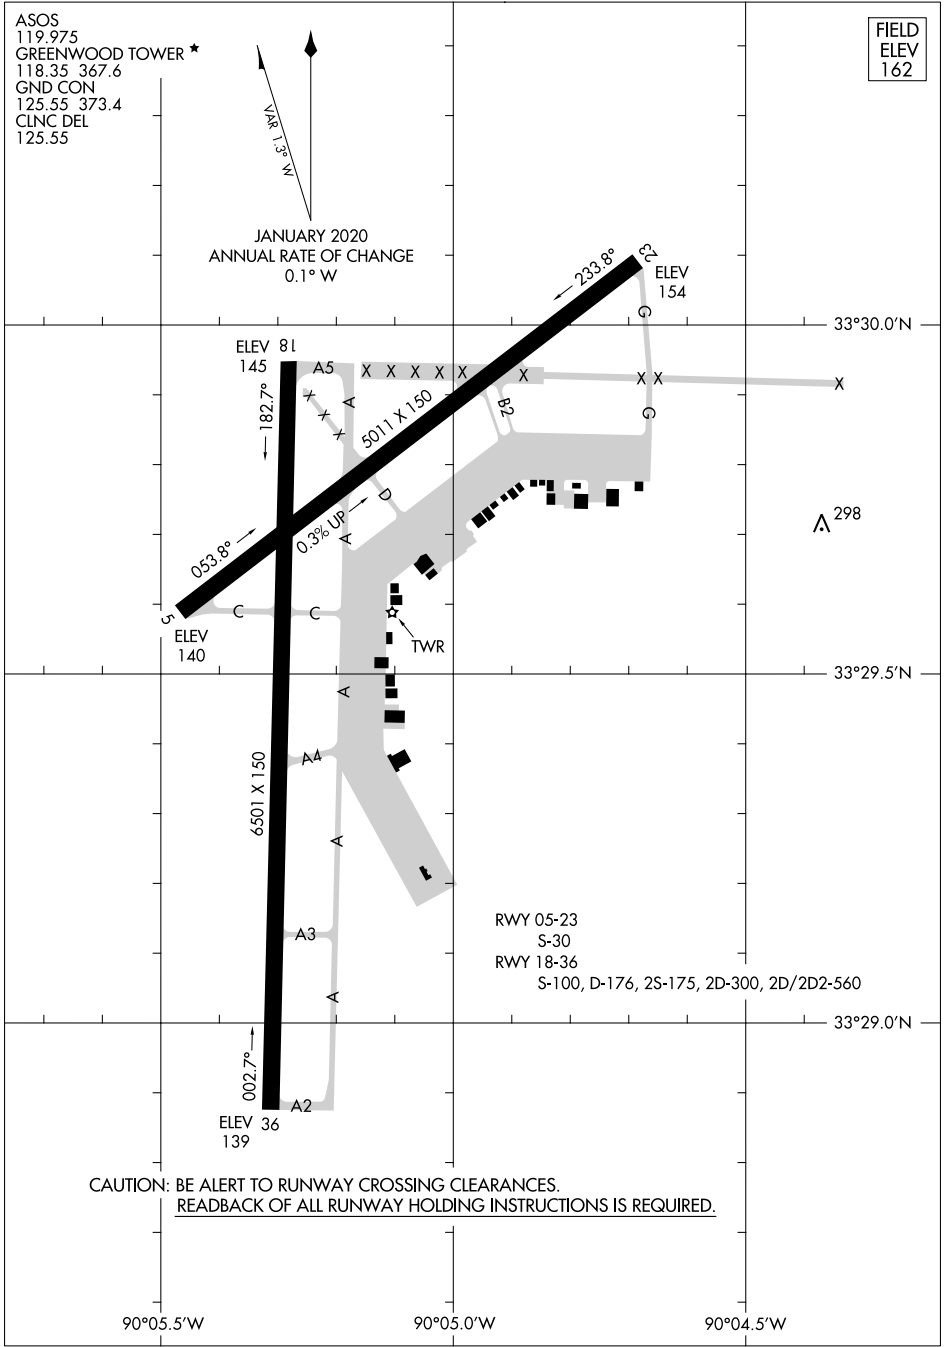 ASOS
119.975
GREENWOOD TOWER ★
118.35 367.6
GND CON
125.55 373.4
CLNC DEL
125.55
FIELD
ELEV
162
VAR 1.3° W
JANUARY 2020
ANNUAL RATE OF CHANGE
0.1° W
23
233.8°
ELEV
154
G
33°30.0'N
18
ELEV
145
A5
X X X X X X X X X
182.7°
A
X X X
5011 X 150
B2
G
D
0.3% UP
A
298
053.8°
5
C
C
ELEV
140
TWR
33°29.5'N
A
A4
6501 X 150
A
RWY 05-23
S-30
A3
RWY 18-36
S-100, D-176, 2S-175, 2D-300, 2D/2D2-560
A
33°29.0'N
002.7°
A2
ELEV
139
36
CAUTION: BE ALERT TO RUNWAY CROSSING CLEARANCES.
READBACK OF ALL RUNWAY HOLDING INSTRUCTIONS IS REQUIRED.
90°05.5'W
90°05.0'W
90°04.5'W